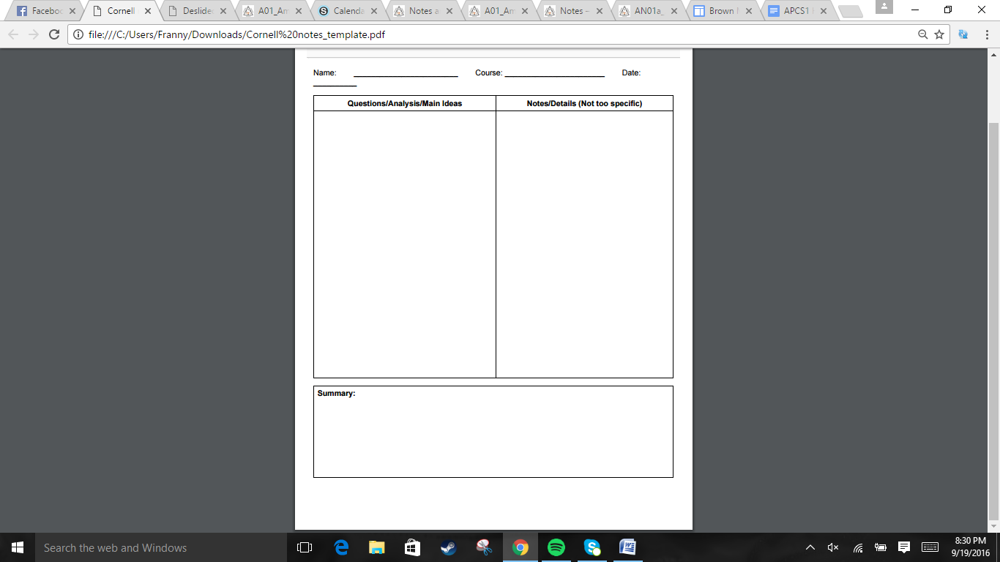 Faceboo Cornell Deslide A01_Am Calenda Notes a A01_Am Notes – AN01a_ Brown APCS1
file:///C:/Users/Franny/Downloads/Cornell%20notes_template.pdf
Name: _______________________ Course: ______________________ Date:
__________
Questions/Analysis/Main Ideas Notes/Details (Not too specific)
Summary:
Search the web and Windows
8:30 PM
9/19/2016